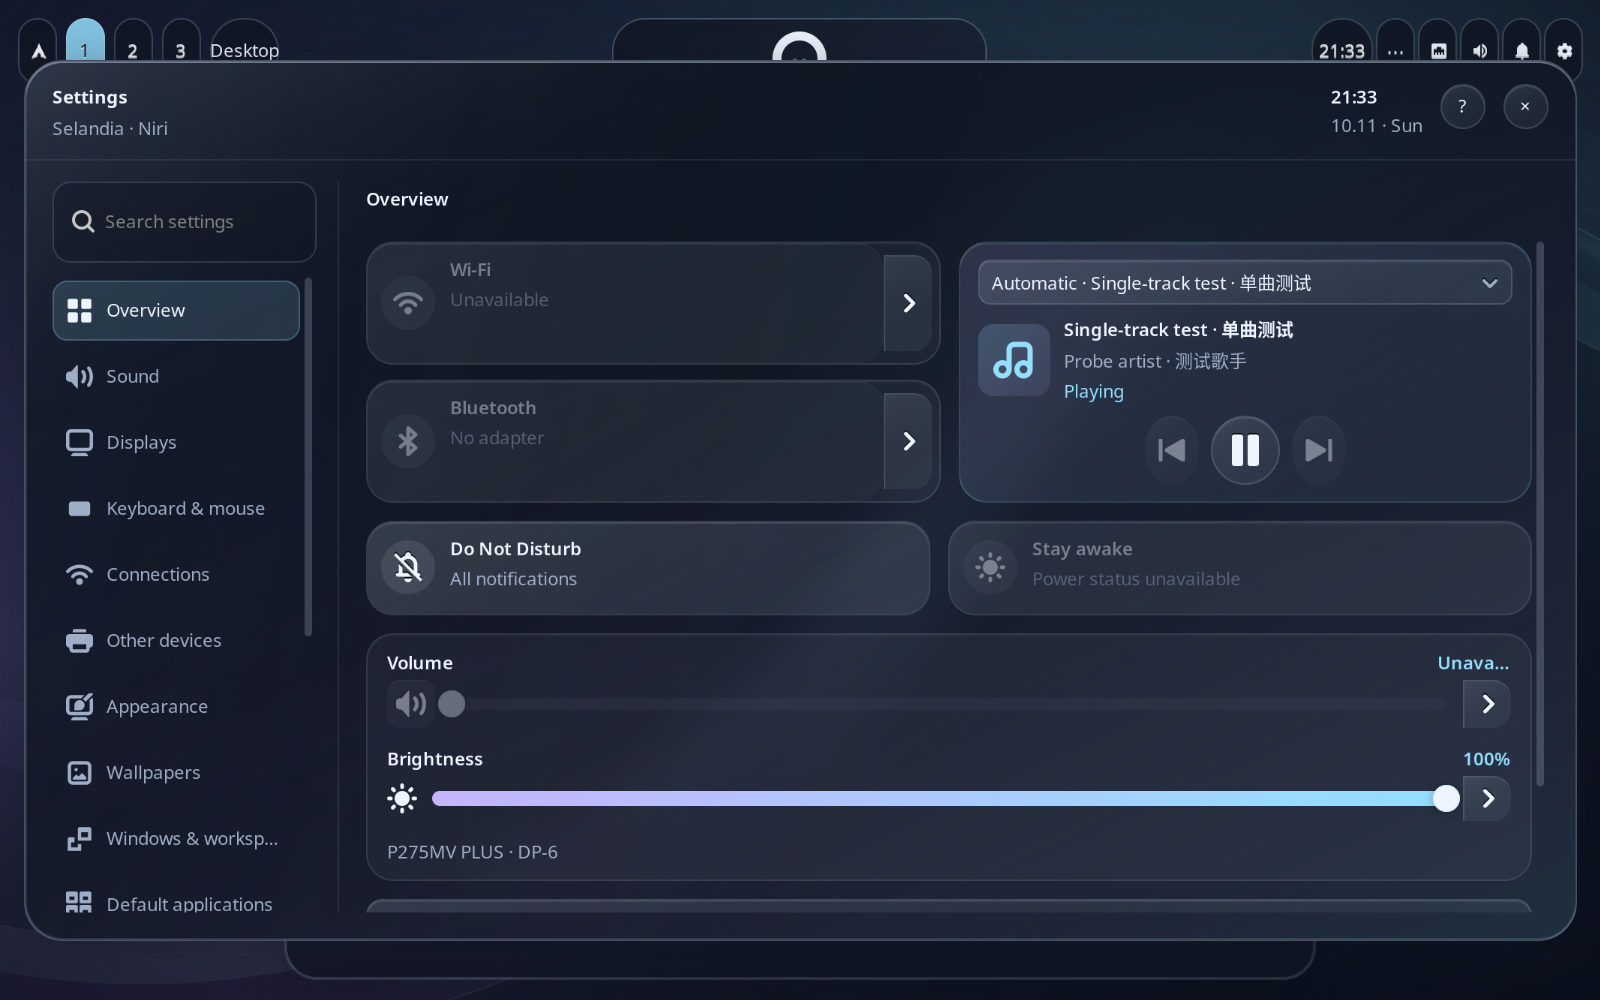 1
2
3
Desktop
21:33
...
Settings
Selandia · Niri
21:33
10.11 · Sun
?
×
Search settings
Overview
Sound
Displays
Keyboard & mouse
Connections
Other devices
Appearance
Wallpapers
Windows & worksp...
Default applications
Overview
Wi-Fi
Unavailable
Bluetooth
No adapter
Automatic · Single-track test · 单曲测试
Single-track test · 单曲测试
Probe artist · 测试歌手
Playing
Do Not Disturb
All notifications
Stay awake
Power status unavailable
Volume
Unava...
Brightness
100%
P275MV PLUS · DP-6